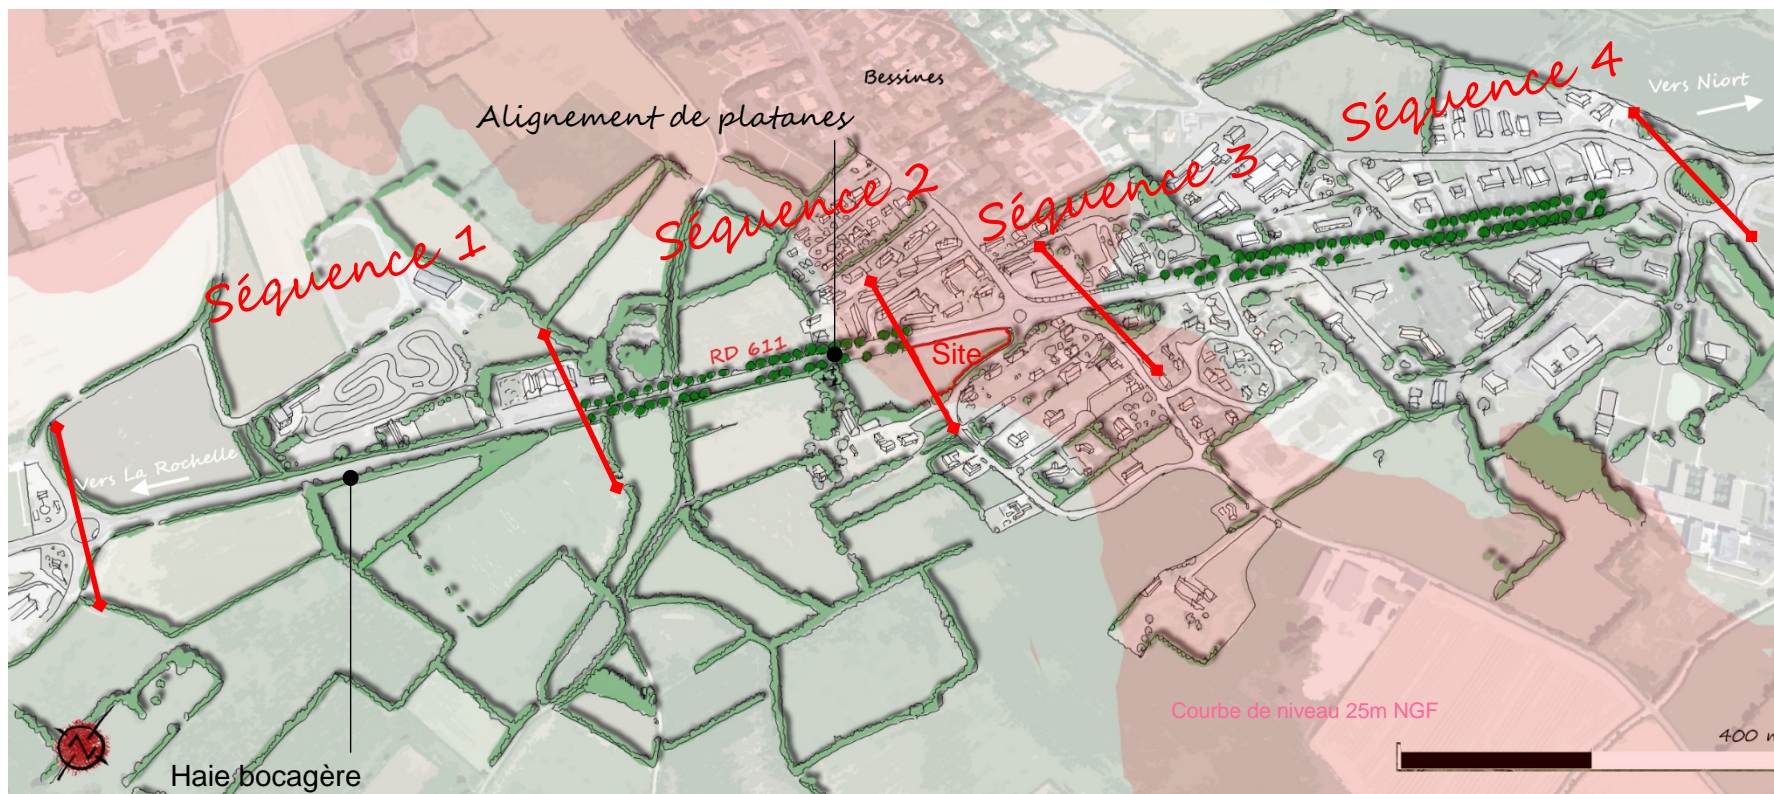 Bessines
Séquence 4
Vers Niort
Alignement de platanes
Séquence 3
Séquence 2
Séquence 1
RD 611
Site
Vers La Rochelle
Courbe de niveau 25m NGF
400 m
Haie bocagère